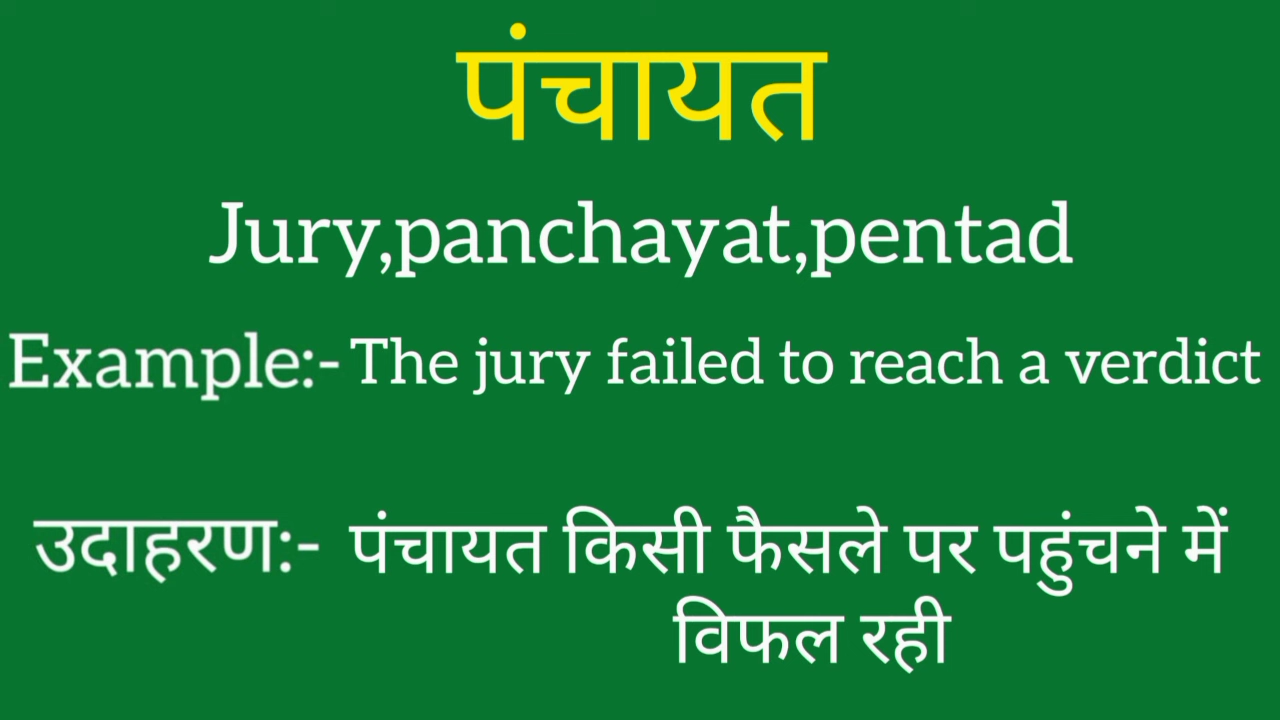 पंचायत
Jury,panchayat,pentad
Example:- The jury failed to reach a verdict
उदाहरण:- पंचायत किसी फैसले पर पहुंचने में
विफल रही